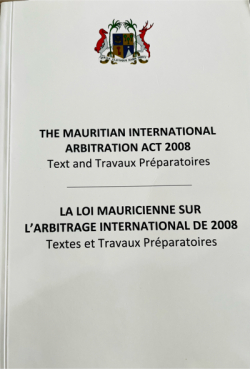 THE MAURITIAN INTERNATIONAL
ARBITRATION ACT 2008
Text and Travaux Préparatoires
LA LOI MAURICIENNE SUR
L'ARBITRAGE INTERNATIONAL DE 2008
Textes et Travaux Préparatoires